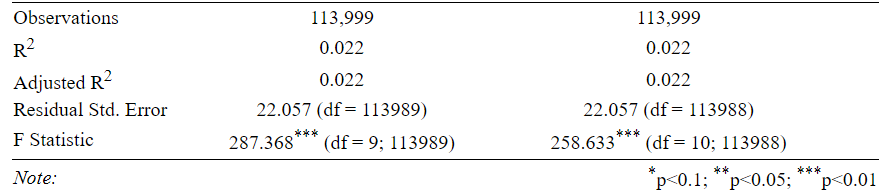 Observations 113,999 113,999
R² 0.022 0.022
Adjusted R² 0.022 0.022
Residual Std. Error 22.057 (df = 113989) 22.057 (df = 113988)
F Statistic 287.368*** (df = 9; 113989) 258.633*** (df = 10; 113988)
Note: *p<0.1; **p<0.05; ***p<0.01